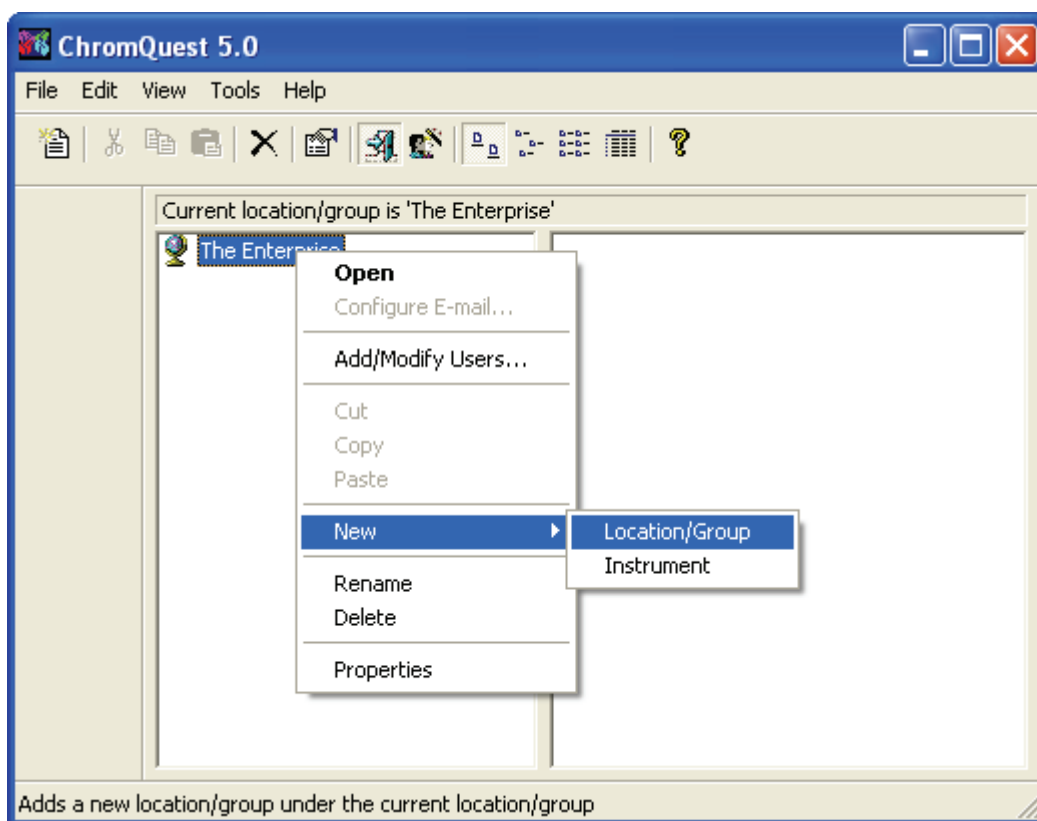 ChromQuest 5.0
File Edit View Tools Help
Current location/group is 'The Enterprise'
The Enterprise
Open
Configure E-mail...
Add/Modify Users...
Cut
Copy
Paste
New
Location/Group
Instrument
Rename
Delete
Properties
Adds a new location/group under the current location/group